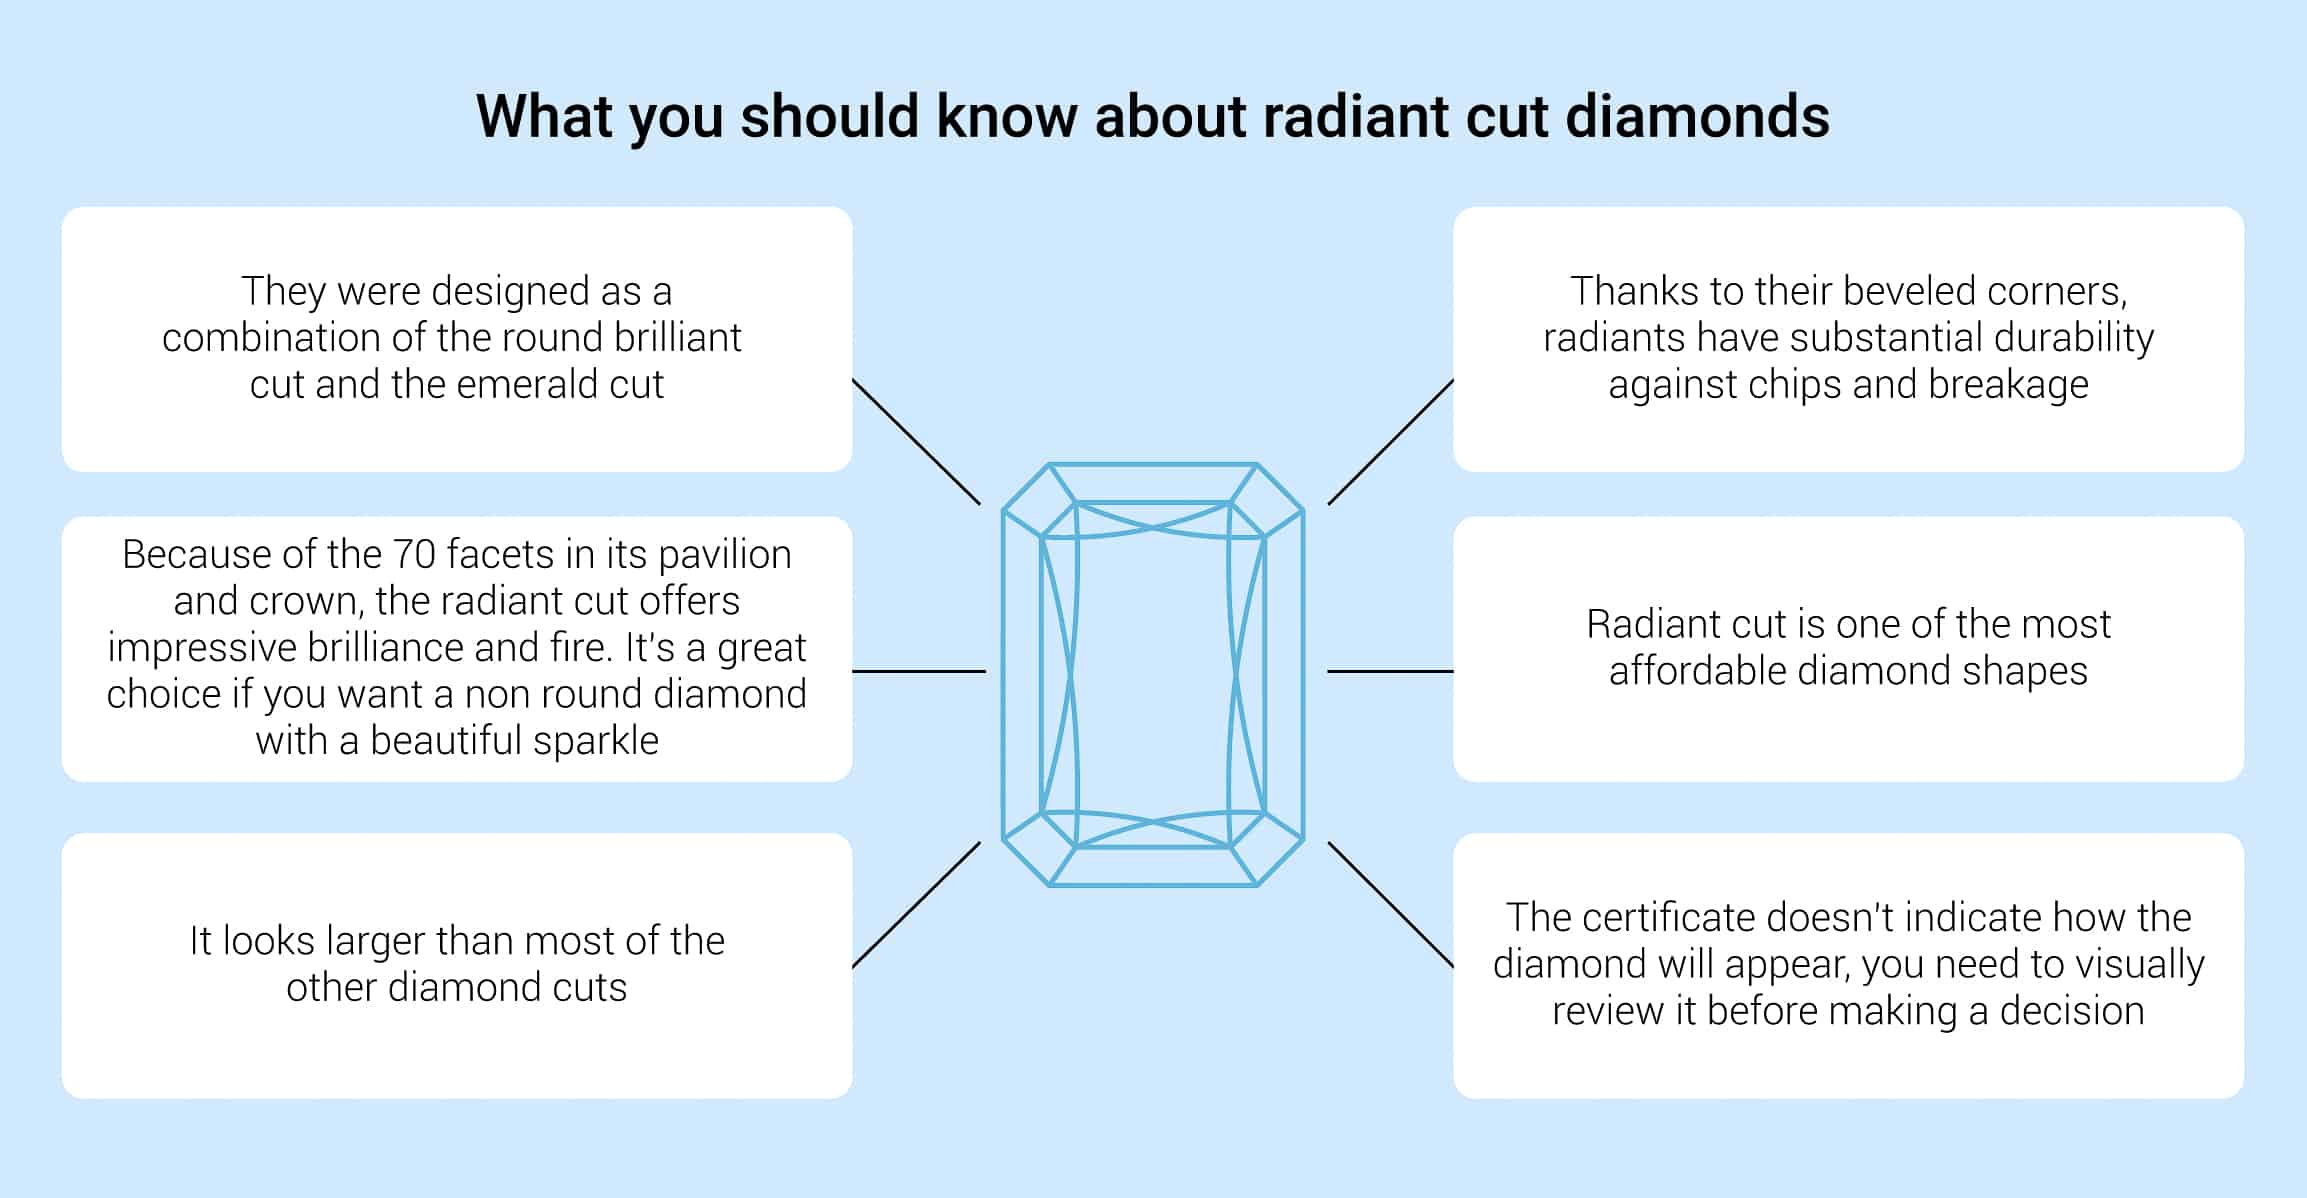 What you should know about radiant cut diamonds
They were designed as a
combination of the round brilliant
cut and the emerald cut
Because of the 70 facets in its pavilion
and crown, the radiant cut offers
impressive brilliance and fire. It's a great
choice if you want a non round diamond
with a beautiful sparkle
It looks larger than most of the
other diamond cuts
Thanks to their beveled corners,
radiants have substantial durability
against chips and breakage
Radiant cut is one of the most
affordable diamond shapes
The certificate doesn't indicate how the
diamond will appear, you need to visually
review it before making a decision